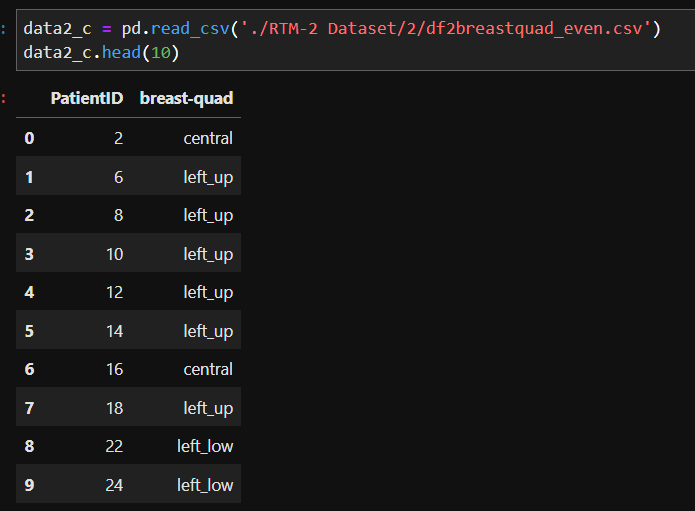 data2_c = pd.read_csv('./RTM-2 Dataset/2/df2breastquad_even.csv')
data2_c.head(10)
PatientID breast-quad
0 2 central
1 6 left_up
2 8 left_up
3 10 left_up
4 12 left_up
5 14 left_up
6 16 central
7 18 left_up
8 22 left_low
9 24 left_low